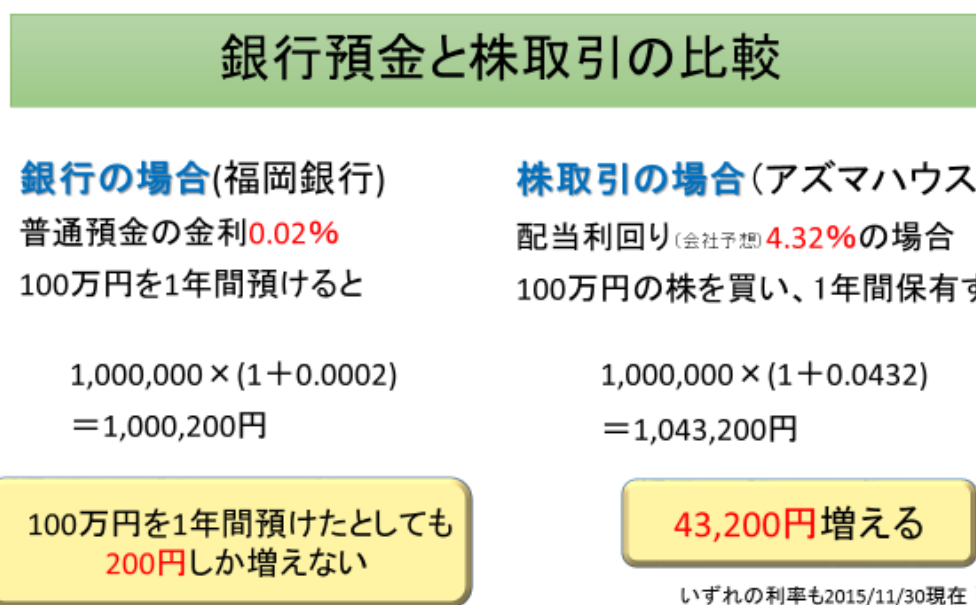 銀行預金と株取引の比較
銀行の場合(福岡銀行)
普通預金の金利0.02%
100万円を1年間預けると
1,000,000×(1＋0.0002)
＝1,000,200円
100万円を1年間預けたとしても
200円しか増えない
株取引の場合(アズマハウス
配当利回り(会社予想)4.32%の場合
100万円の株を買い、1年間保有す
1,000,000×(1＋0.0432)
＝1,043,200円
43,200円増える
いずれの利率も2015/11/30現在